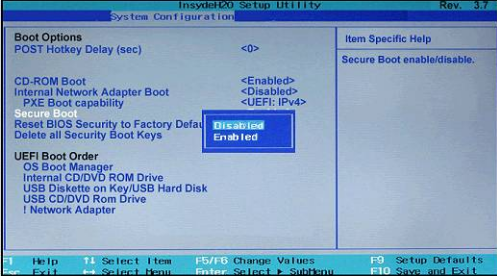 InsydeH20 Setup Utility Rev. 3.7
System Configuration
Boot Options
POST Hotkey Delay (sec) <0>
CD-ROM Boot <Enabled>
Internal Network Adapter Boot <Disabled>
PXE Boot capability <UEFI: IPv4>
Secure Boot
Reset BIOS Security to Factory Defau
Delete all Security Boot Keys
Disabled
Enabled
UEFI Boot Order
OS Boot Manager
Internal CD/DVD ROM Drive
USB Diskette on Key/USB Hard Disk
USB CD/DVD Rom Drive
! Network Adapter
Item Specific Help
Secure Boot enable/disable.
F1 Help ↑↓ Select Item F5/F6 Change Values F9 Setup Defaults
Esc Exit ↔ Select Menu Enter Select ▶ SubMenu F10 Save and Exit